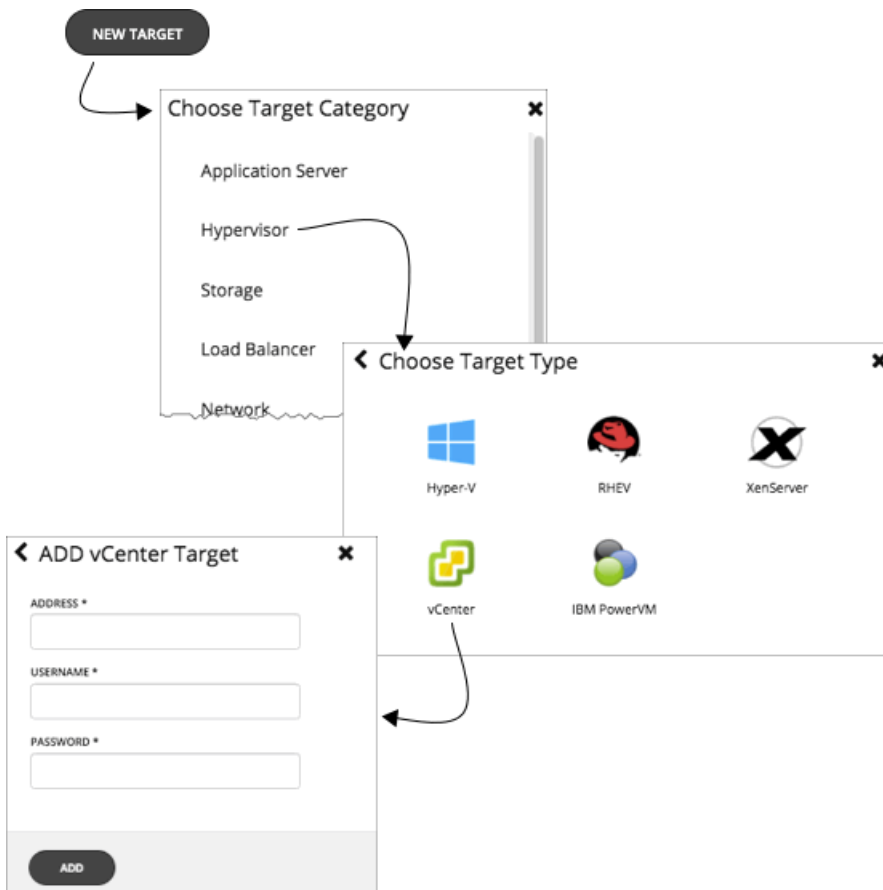 NEW TARGET
Choose Target Category
Application Server
Hypervisor
Storage
Load Balancer
Network
Choose Target Type
Hyper-V
RHEV
XenServer
vCenter
IBM PowerVM
ADD vCenter Target
ADDRESS *
USERNAME *
PASSWORD *
ADD